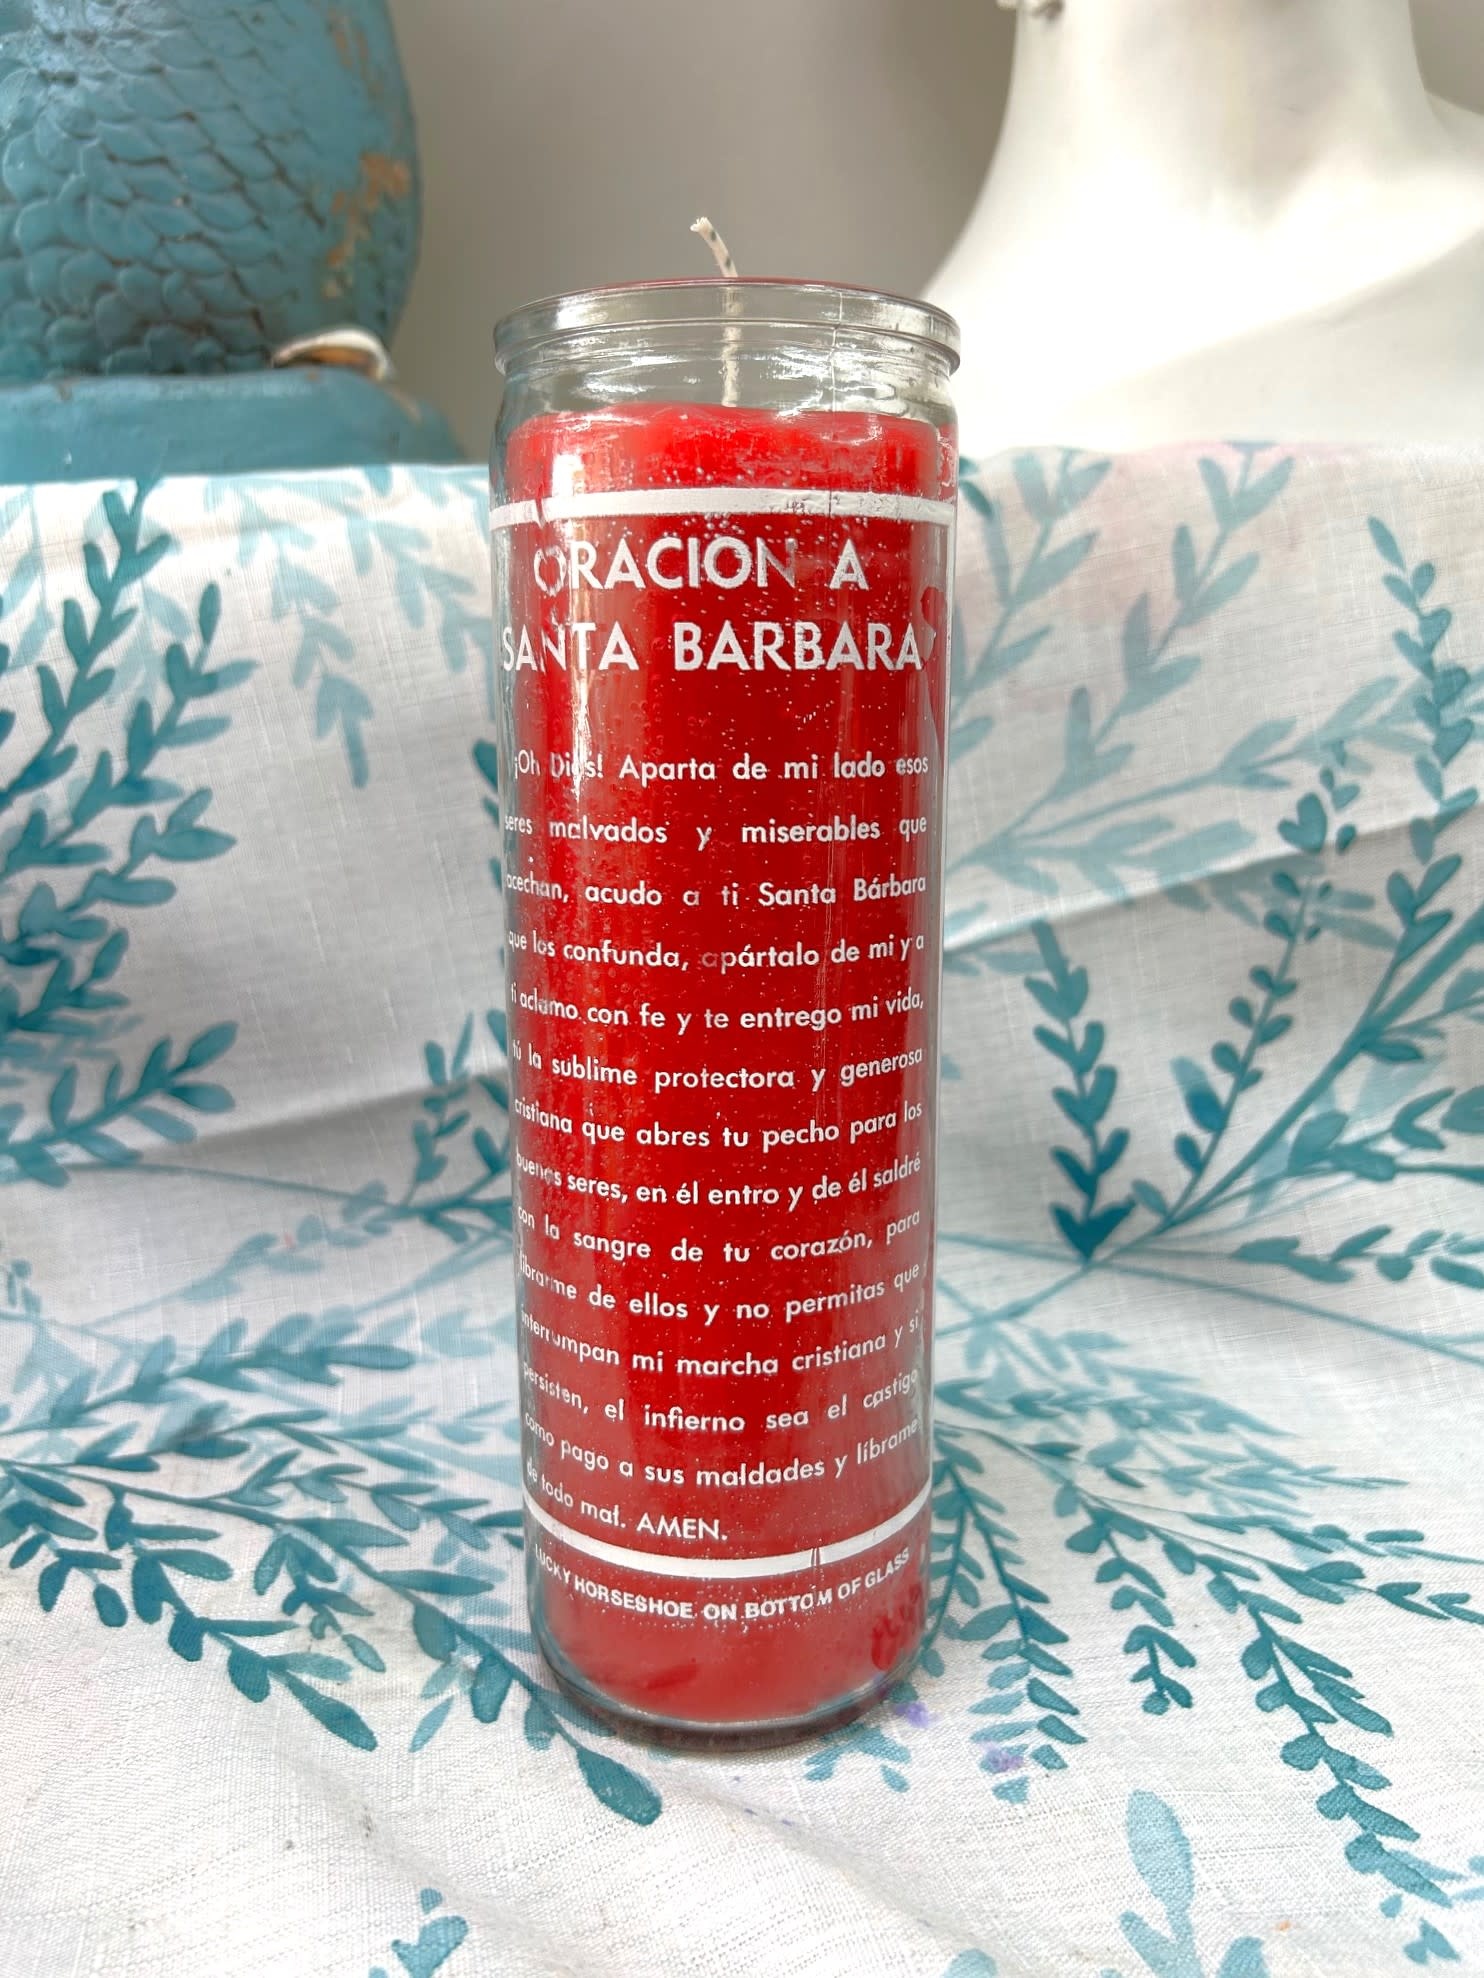 ORACION A
SANTA BARBARA
¡Oh Dios! Aparta de mi lado esos
seres malvados y miserables que
acechan, acudo a ti Santa Bárbara
que los confunda, apártalo de mi y a
ti aclamo con fe y te entrego mi vida,
tú la sublime protectora y generosa
cristiana que abres tu pecho para los
buenos seres, en él entro y de él saldré
con la sangre de tu corazón, para
librarme de ellos y no permitas que
interrumpan mi marcha cristiana y si
persisten, el infierno sea el castigo
como pago a sus maldades y líbrame
de todo mal. AMEN.
LUCKY HORSESHOE ON BOTTOM OF GLASS